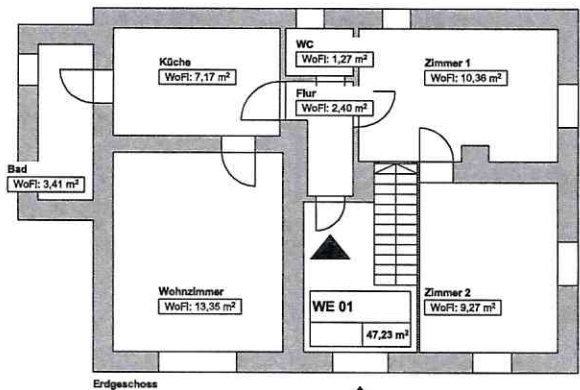 WC
WoFl: 1,27 m²
Küche
WoFl: 7,17 m²
Zimmer 1
WoFl: 10,36 m²
Flur
WoFl: 2,40 m²
Bad
WoFl: 3,41 m²
Wohnzimmer
WoFl: 13,35 m²
Zimmer 2
WoFl: 9,27 m²
WE 01
47,23 m²
Erdgeschoss